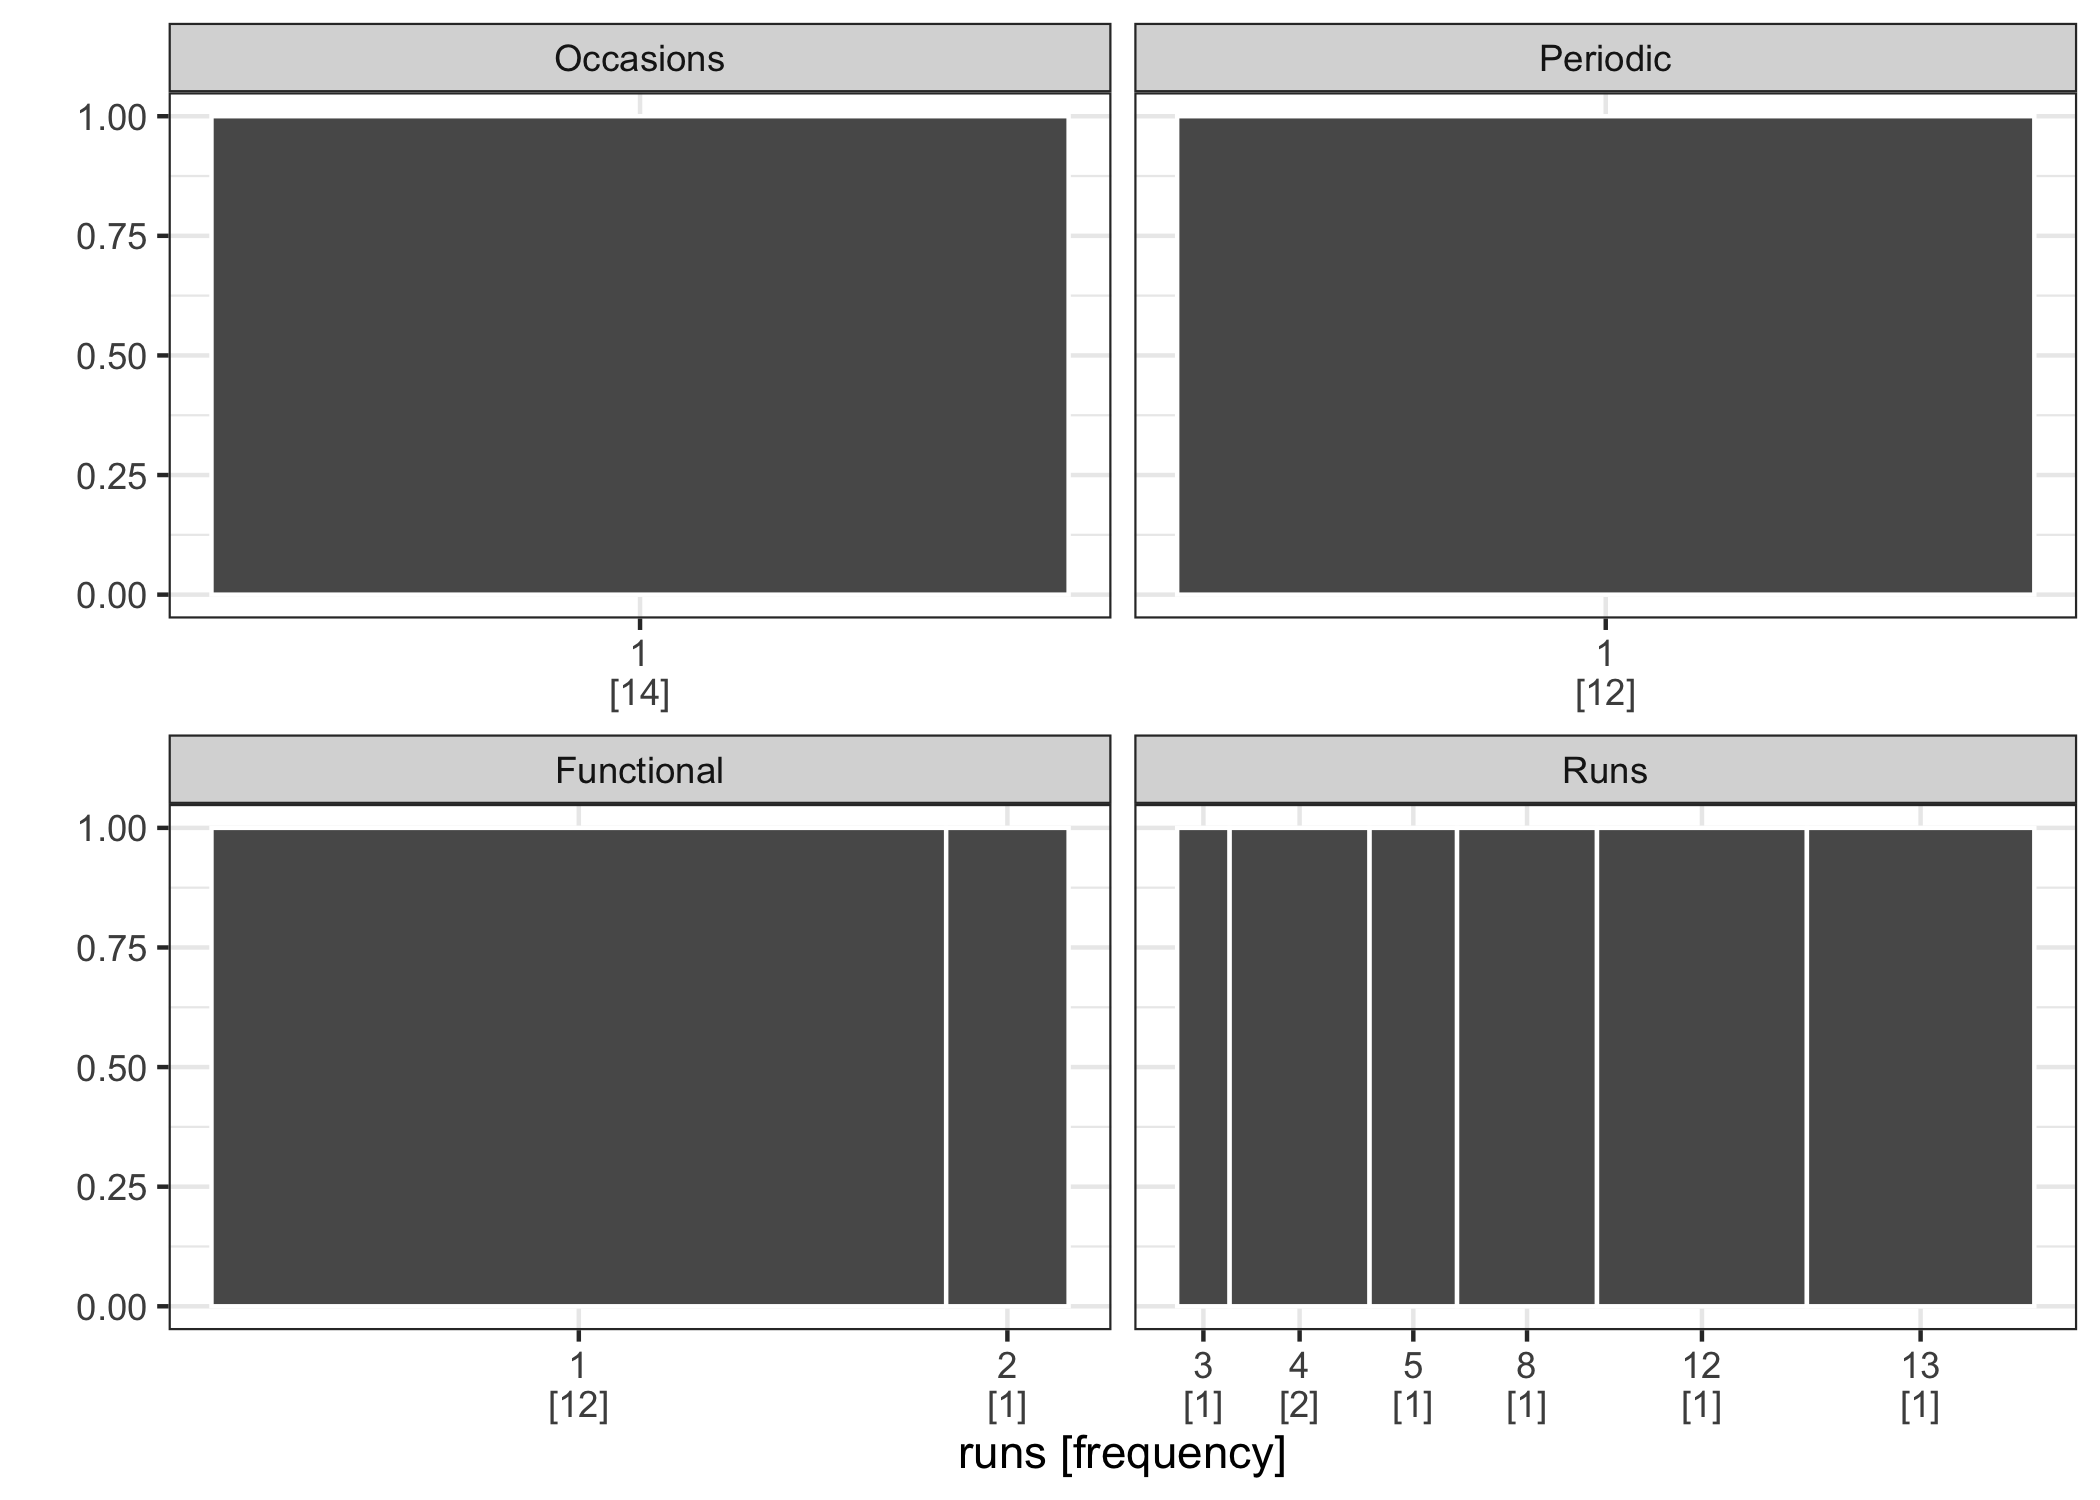 Occasions
Periodic
1.00
0.75
0.50
0.25
0.00
1
[14]
1
[12]
Functional
Runs
1.00
0.75
0.50
0.25
0.00
1 2
[12] [1]
3 4 5 8 12 13
[1] [2] [1] [1] [1] [1]
runs [frequency]